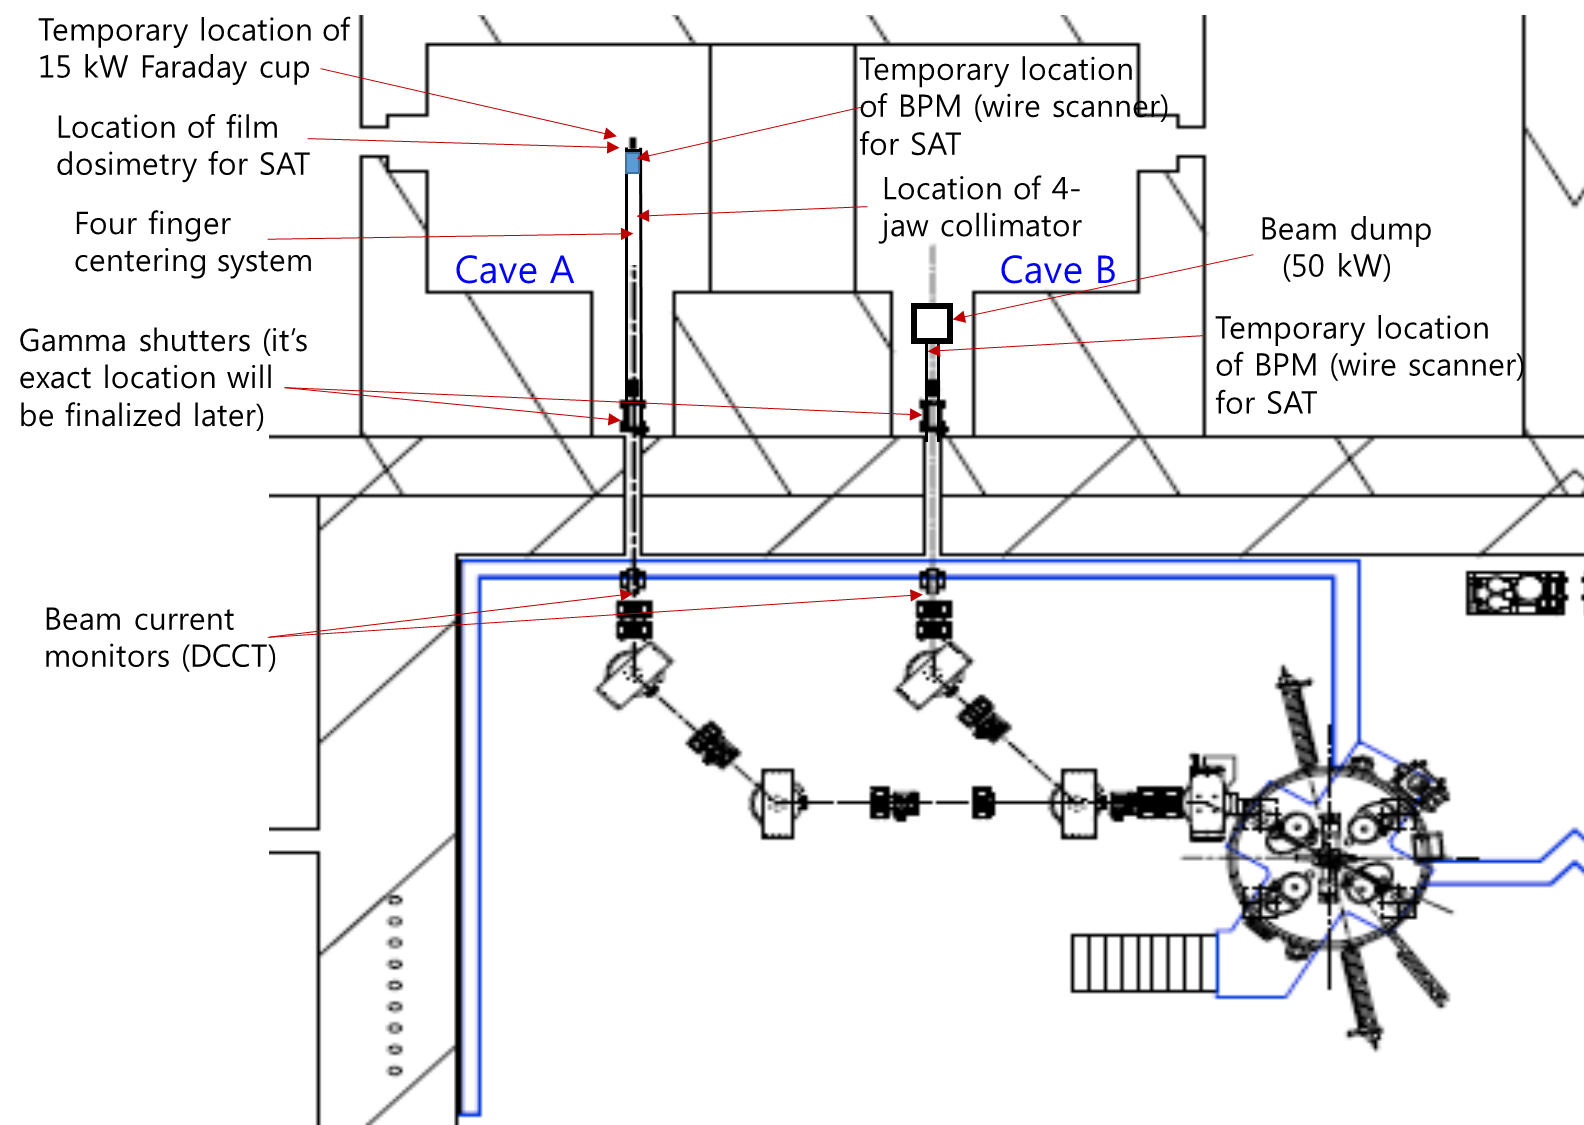 Temporary location of
15 kW Faraday cup
Temporary location
of BPM (wire scanner)
for SAT
Location of film
dosimetry for SAT
Location of 4-
jaw collimator
Four finger
centering system
Beam dump
(50 kW)
Cave A
Cave B
Gamma shutters (it's
exact location will
be finalized later)
Temporary location
of BPM (wire scanner)
for SAT
Beam current
monitors (DCCT)